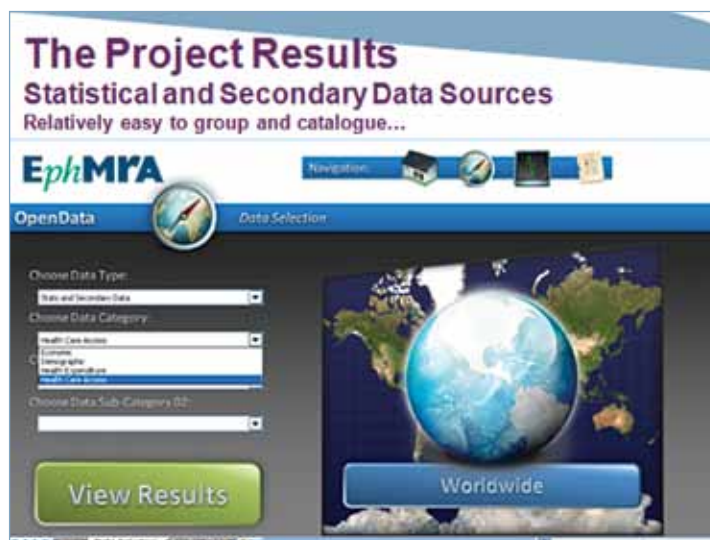 The Project Results
Statistical and Secondary Data Sources
Relatively easy to group and catalogue...
EphMRA
Navigation:
OpenData
Data Selection
Choose Data Type:
Stats and Secondary Data
Choose Data Category:
Health Care Access
Economic
Demographic
Health Expenditure
Health Care Access
Choose Data Sub-Category 02:
View Results
Worldwide